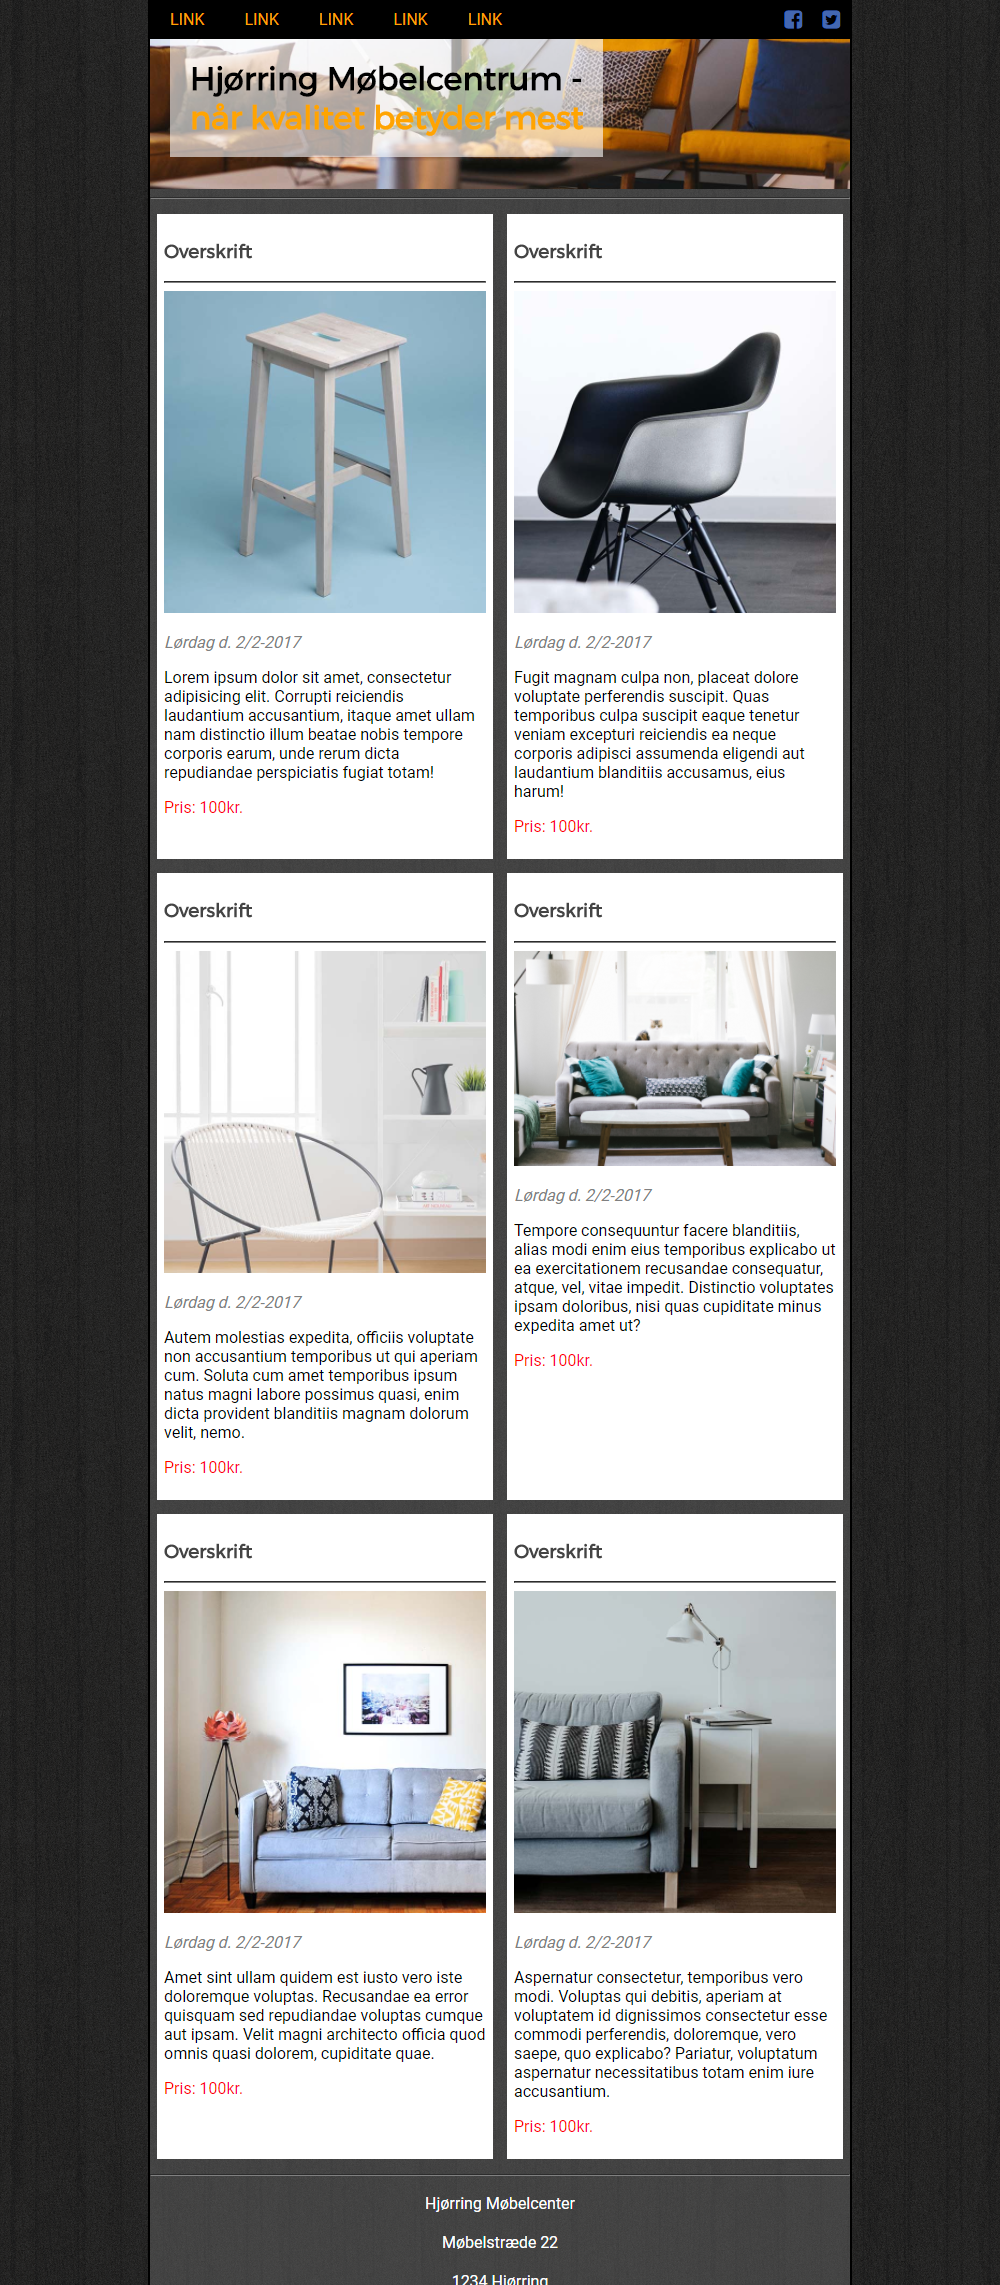 LINK LINK LINK LINK LINK
Hjørring Møbelcentrum -
når kvalitet betyder mest
Overskrift
Lørdag d. 2/2-2017
Lorem ipsum dolor sit amet, consectetur
adipisicing elit. Corrupti reiciendis
laudantium accusantium, itaque amet ullam
nam distinctio illum beatae nobis tempore
corporis earum, unde rerum dicta
repudiandae perspiciatis fugiat totam!
Pris: 100kr.
Overskrift
Lørdag d. 2/2-2017
Fugit magnam culpa non, placeat dolore
voluptate perferendis suscipit. Quas
temporibus culpa suscipit eaque tenetur
veniam excepturi reiciendis ea neque
corporis adipisci assumenda eligendi aut
laudantium blanditiis accusamus, eius
harum!
Pris: 100kr.
Overskrift
Lørdag d. 2/2-2017
Autem molestias expedita, officiis voluptate
non accusantium temporibus ut qui aperiam
cum. Soluta cum amet temporibus ipsum
natus magni labore possimus quasi, enim
dicta provident blanditiis magnam dolorum
velit, nemo.
Pris: 100kr.
Overskrift
Lørdag d. 2/2-2017
Tempore consequuntur facere blanditiis,
alias modi enim eius temporibus explicabo ut
ea exercitationem recusandae consequatur,
atque, vel, vitae impedit. Distinctio voluptates
ipsam doloribus, nisi quas cupiditate minus
expedita amet ut?
Pris: 100kr.
Overskrift
Lørdag d. 2/2-2017
Amet sint ullam quidem est iusto vero iste
doloremque voluptas. Recusandae ea error
quisquam sed repudiandae voluptas cumque
aut ipsam. Velit magni architecto officia quod
omnis quasi dolorem, cupiditate quae.
Pris: 100kr.
Overskrift
Lørdag d. 2/2-2017
Aspernatur consectetur, temporibus vero
modi. Voluptas qui debitis, aperiam at
voluptatem id dignissimos consectetur esse
commodi perferendis, doloremque, vero
saepe, quo explicabo? Pariatur, voluptatum
aspernatur necessitatibus totam enim iure
accusantium.
Pris: 100kr.
Hjørring Møbelcenter
Møbelstræde 22
1234 Hjørring